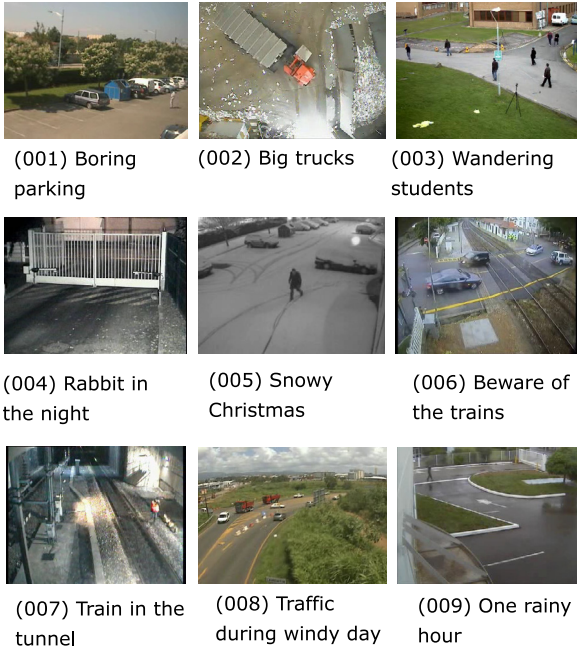 (001) Boring
parking
(002) Big trucks
(003) Wandering
students
(004) Rabbit in
the night
(005) Snowy
Christmas
(006) Beware of
the trains
(007) Train in the
tunnel
(008) Traffic
during windy day
(009) One rainy
hour